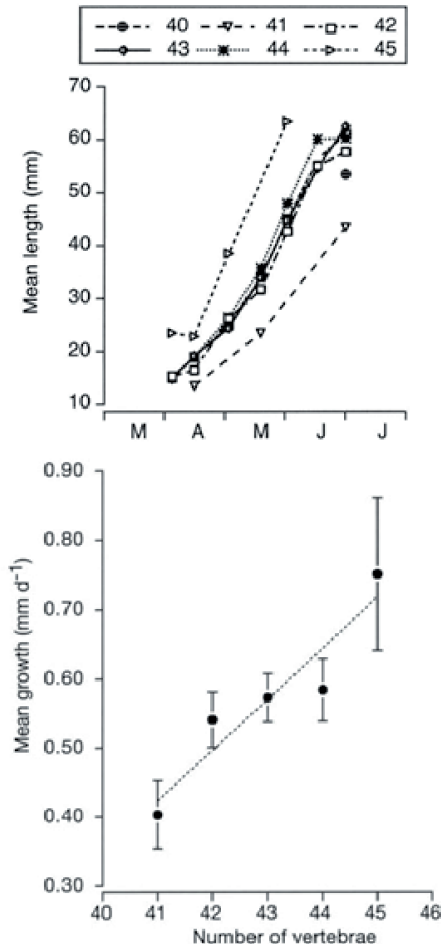 40 41 42
43 44 45
70
60
50
40
30
20
10
Mean length (mm)
M A M J J
0.90
0.80
0.70
0.60
0.50
0.40
0.30
Mean growth (mm d⁻¹)
40 41 42 43 44 45 46
Number of vertebrae